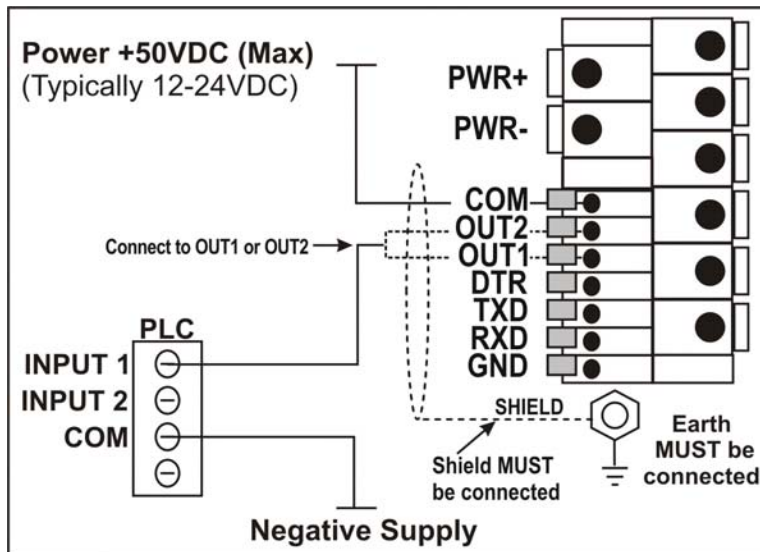 Power +50VDC (Max)
(Typically 12-24VDC)
PWR+
PWR-
COM
OUT2
OUT1
DTR
TXD
RXD
GND
Connect to OUT1 or OUT2
PLC
INPUT 1
INPUT 2
COM
SHIELD
Shield MUST
be connected
Earth
MUST be
connected
Negative Supply